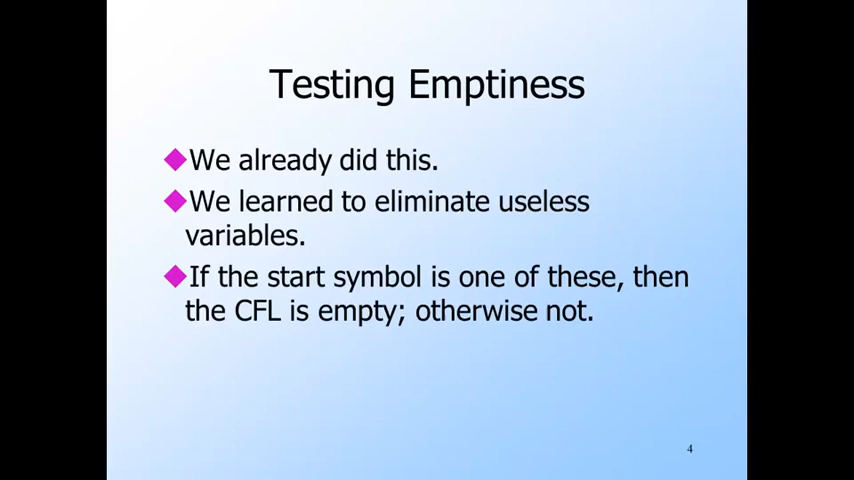 Testing Emptiness
We already did this.
We learned to eliminate useless
variables.
If the start symbol is one of these, then
the CFL is empty; otherwise not.
4